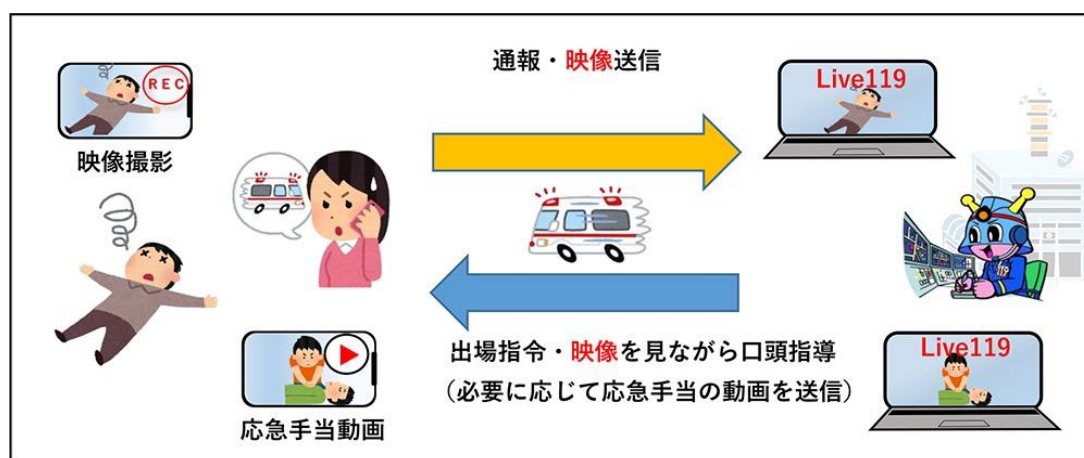 通報・映像送信
REC
Live119
映像撮影
出場指令・映像を見ながら口頭指導
（必要に応じて応急手当の動画を送信）
Live119
応急手当動画